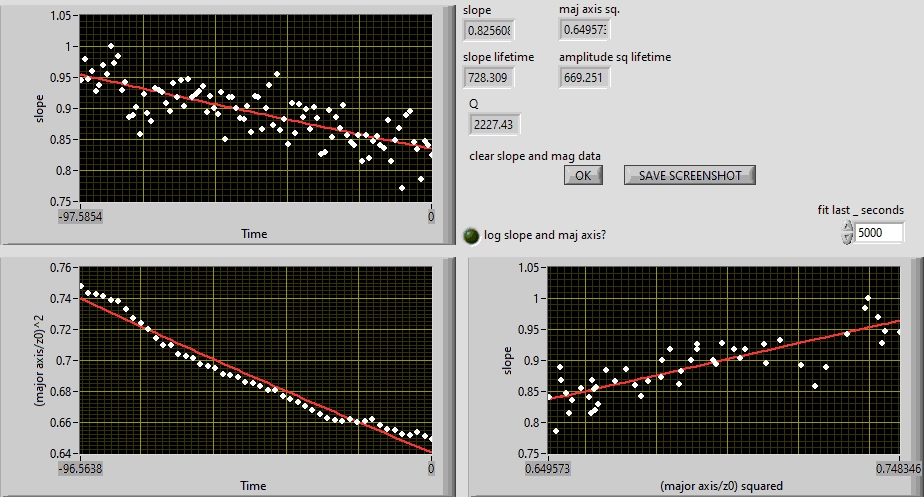 slope
0.82560
maj axis sq.
0.64957
slope lifetime
728.309
amplitude sq lifetime
669.251
Q
2227.43
clear slope and mag data
OK
SAVE SCREENSHOT
fit last _ seconds
5000
log slope and maj axis?
1.05
1
0.95
0.9
0.85
0.8
0.75
slope
-97.5854
0
Time
0.76
0.74
0.72
0.7
0.68
0.66
0.64
(major axis/z0)^2
-96.5638
0
Time
1.05
1
0.95
0.9
0.85
0.8
0.75
slope
0.649573
0.748346
(major axis/z0) squared